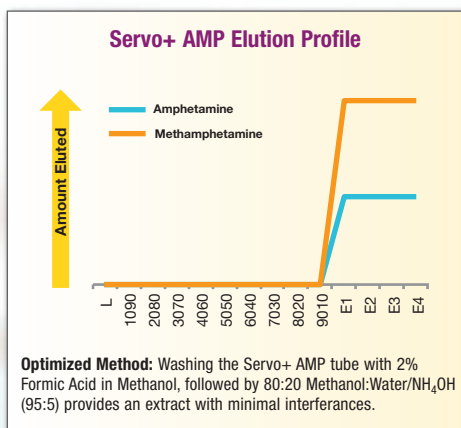 Servo+ AMP Elution Profile
Amount Eluted
Amphetamine
Methamphetamine
L
1090
2080
3070
4060
5050
6040
7030
8020
9010
E1
E2
E3
E4
Optimized Method: Washing the Servo+ AMP tube with 2%
Formic Acid in Methanol, followed by 80:20 Methanol:Water/NH₄OH
(95:5) provides an extract with minimal interferances.